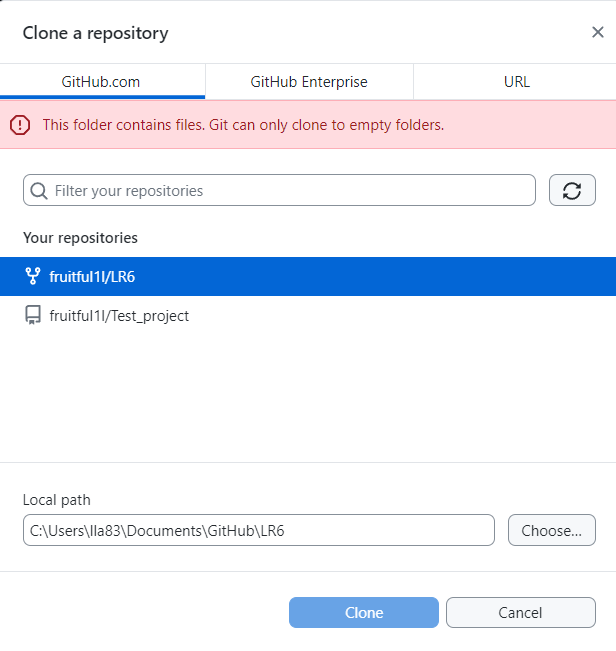 Clone a repository
GitHub.com
GitHub Enterprise
URL
This folder contains files. Git can only clone to empty folders.
Filter your repositories
Your repositories
fruitful1l/LR6
fruitful1l/Test_project
Local path
C:\Users\lla83\Documents\GitHub\LR6
Choose...
Clone
Cancel